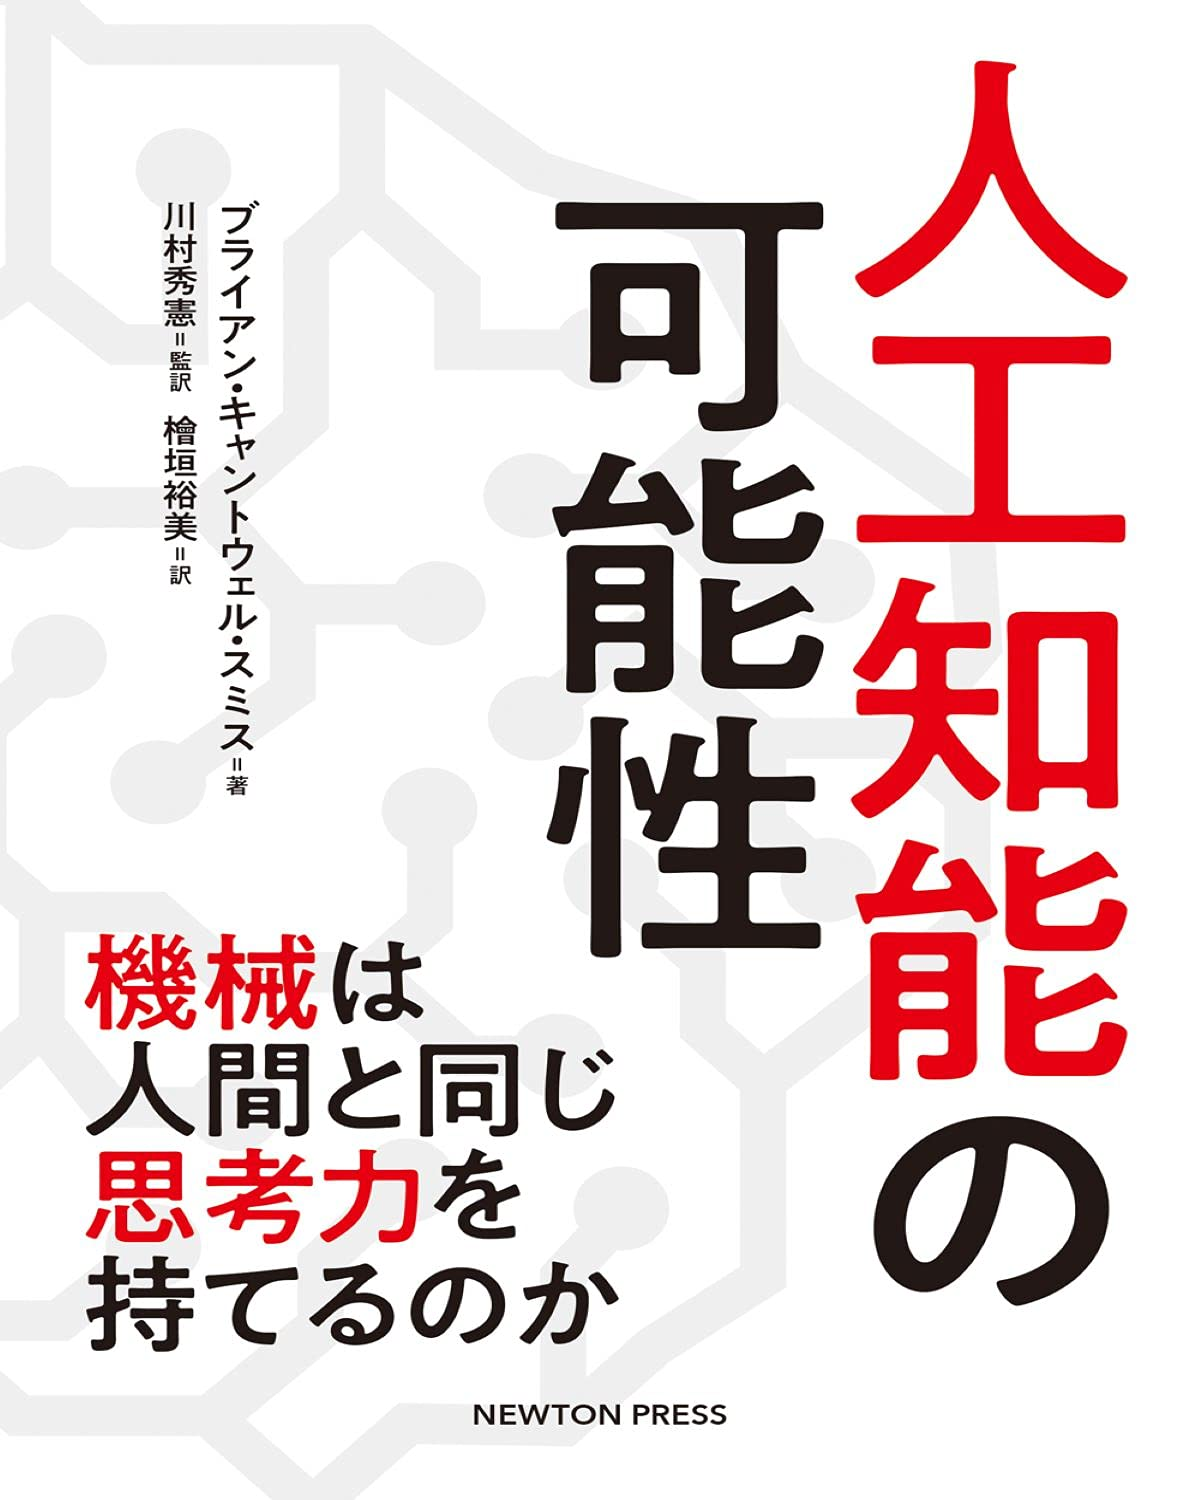 人工知能の
可能性
ブライアン・キャントウェル・スミス＝著
川村秀憲＝監訳 檜垣裕美＝訳
機械は
人間と同じ
思考力を
持てるのか
NEWTON PRESS